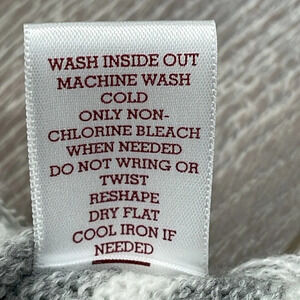 WASH INSIDE OUT
MACHINE WASH
COLD
ONLY NON-
CHLORINE BLEACH
WHEN NEEDED
DO NOT WRING OR
TWIST
RESHAPE
DRY FLAT
COOL IRON IF
NEEDED